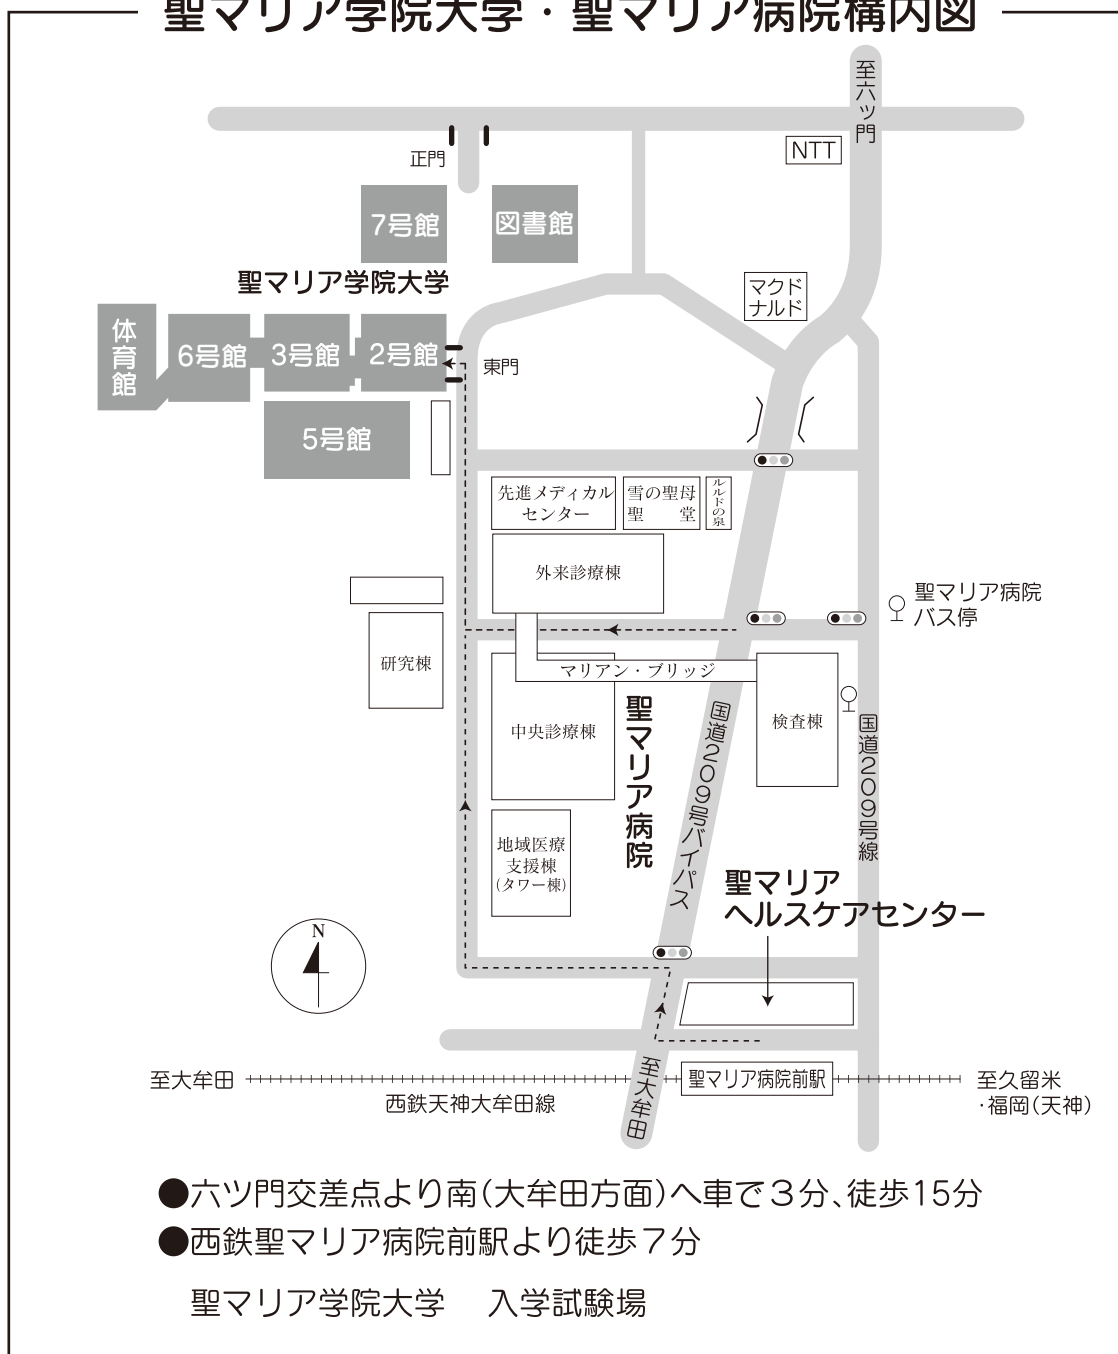 聖マリア学院大学・聖マリア病院構内図
至六ツ門
正門
NTT
7号館
図書館
聖マリア学院大学
マクド
ナルド
体育館
6号館
3号館
2号館
東門
5号館
先進メディカル
センター
雪の聖母
聖 堂
ルルドの泉
外来診療棟
聖マリア病院
バス停
研究棟
マリアン・ブリッジ
中央診療棟
聖マリア病院
国道209号バイパス
検査棟
国道209号線
地域医療
支援棟
(タワー棟)
聖マリア
ヘルスケアセンター
N
至大牟田
西鉄天神大牟田線
至大牟田
聖マリア病院前駅
至久留米
・福岡(天神)
●六ツ門交差点より南(大牟田方面)へ車で3分、徒歩15分
●西鉄聖マリア病院前駅より徒歩7分
聖マリア学院大学 入学試験場